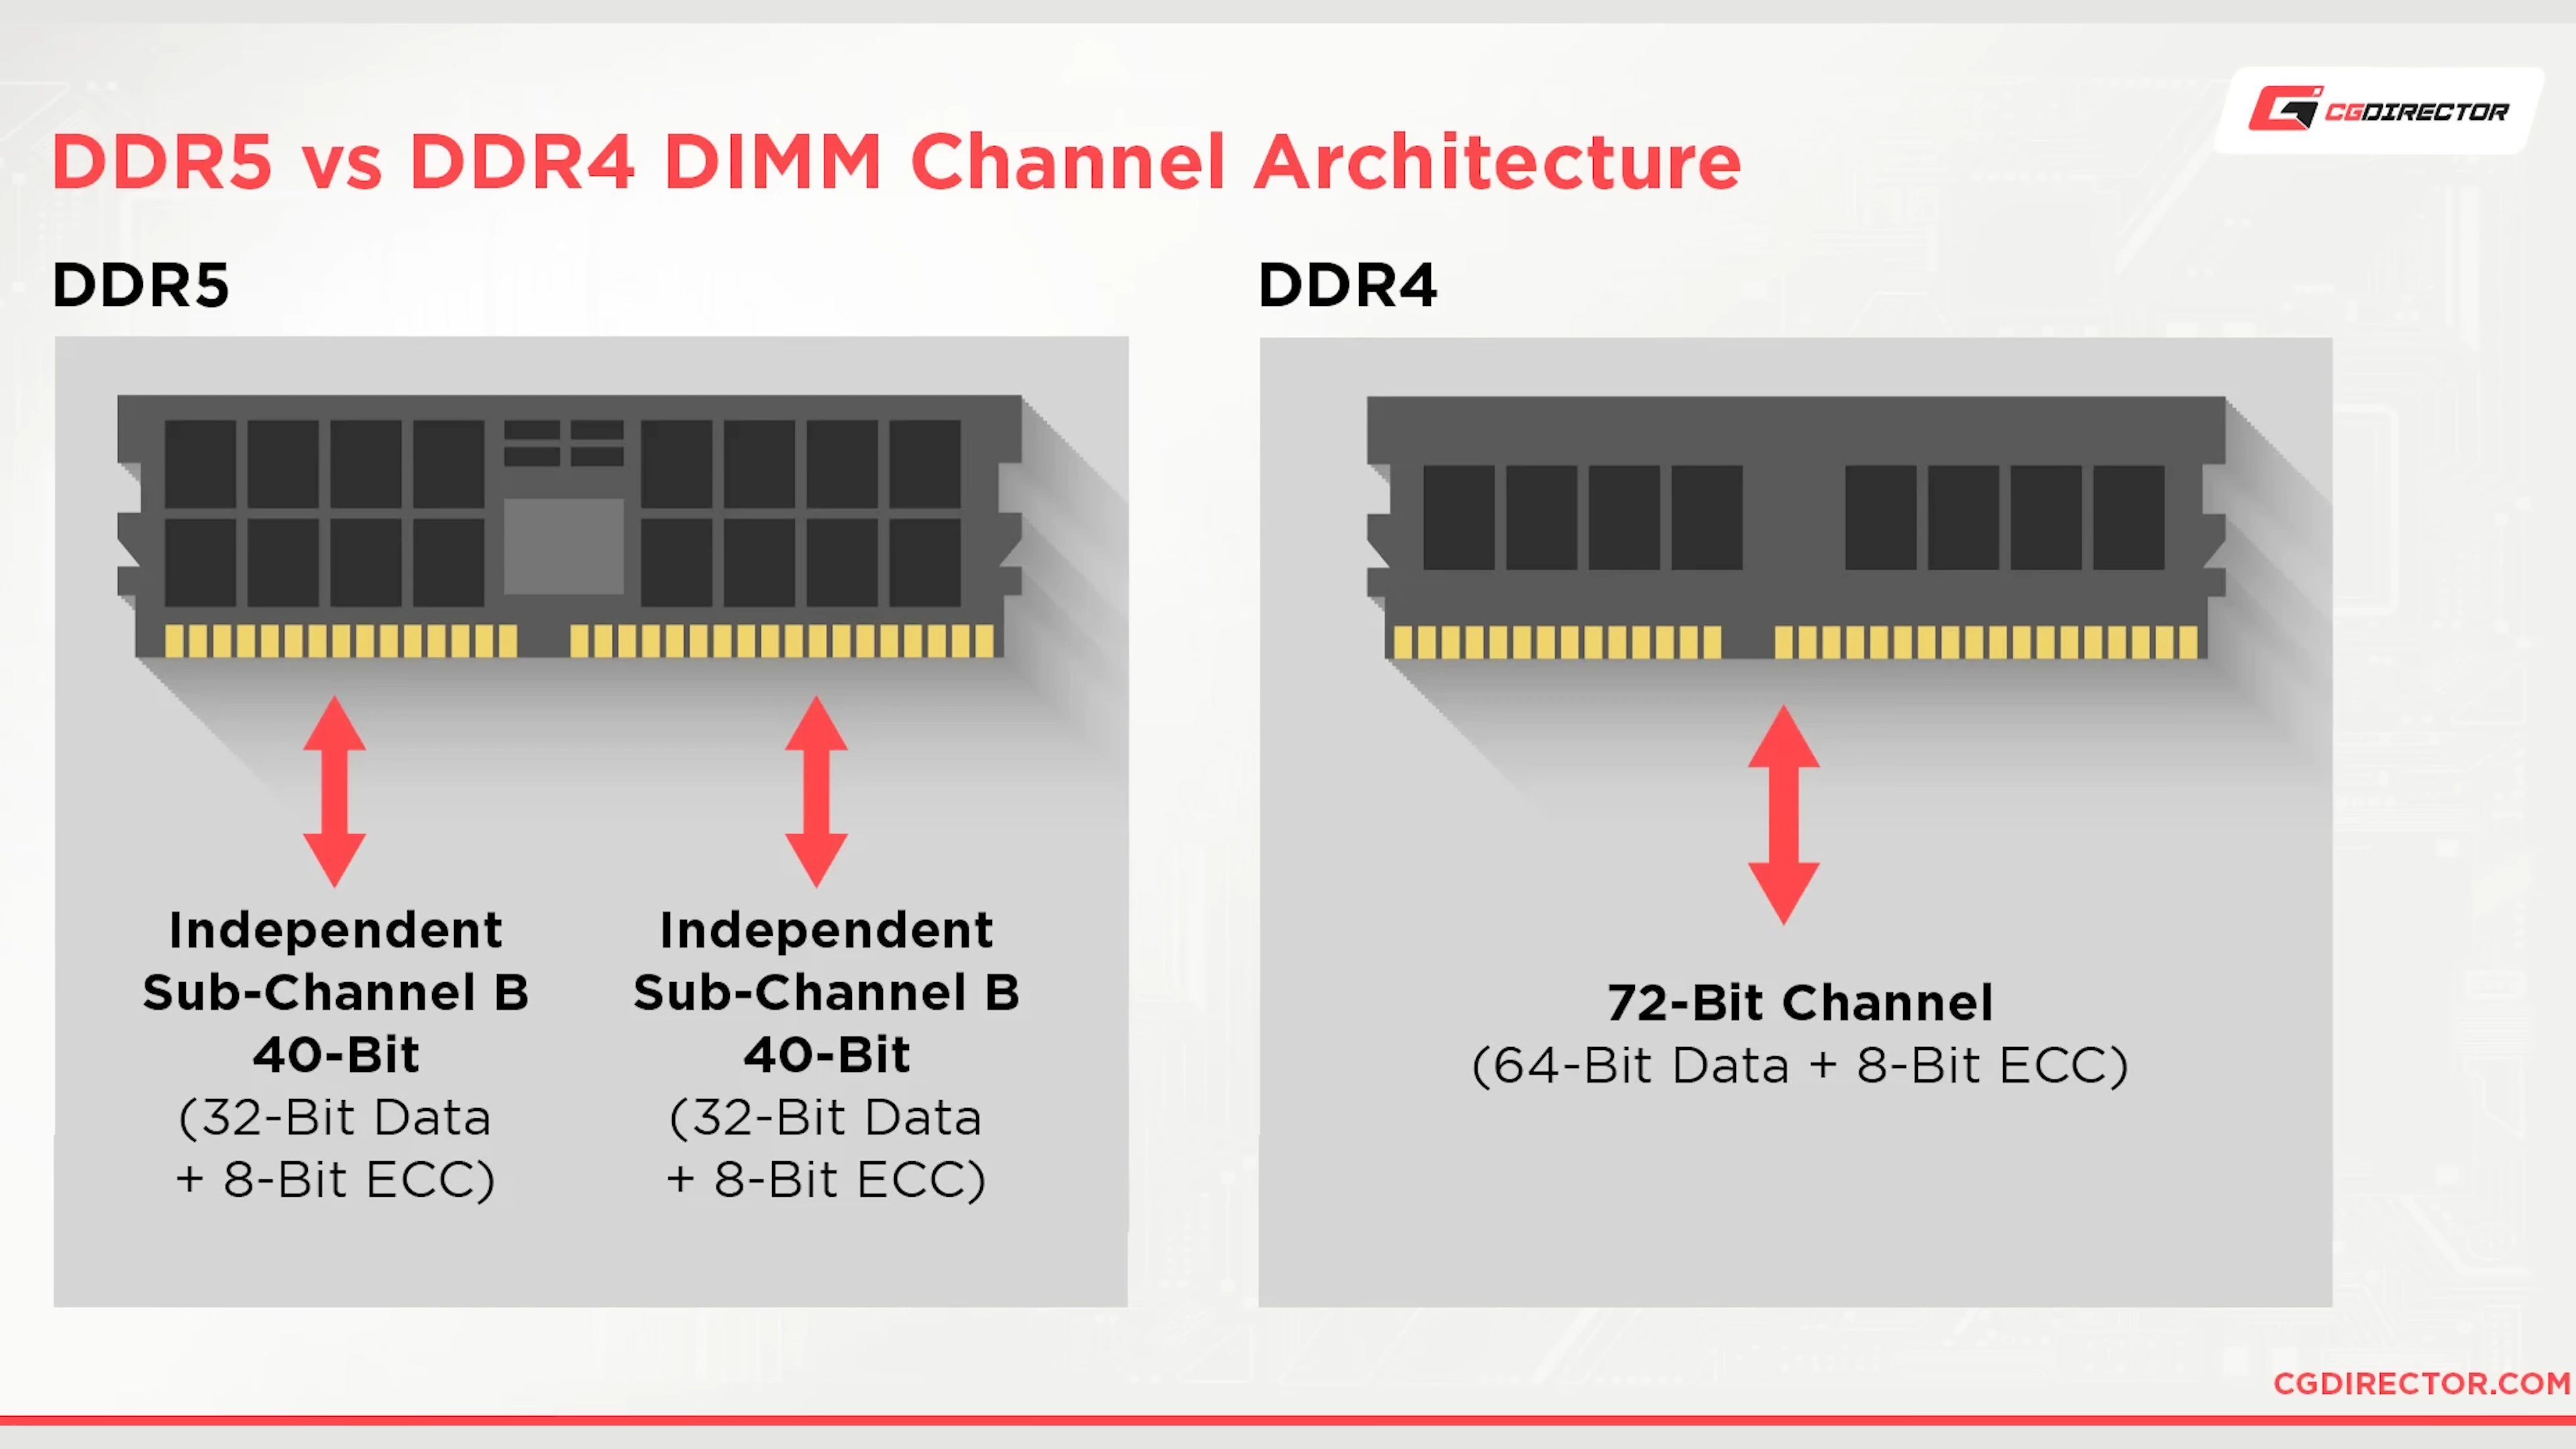 CGDIRECTOR
DDR5 vs DDR4 DIMM Channel Architecture
DDR5
Independent
Sub-Channel B
40-Bit
(32-Bit Data
+ 8-Bit ECC)
Independent
Sub-Channel B
40-Bit
(32-Bit Data
+ 8-Bit ECC)
DDR4
72-Bit Channel
(64-Bit Data + 8-Bit ECC)
CGDIRECTOR.COM